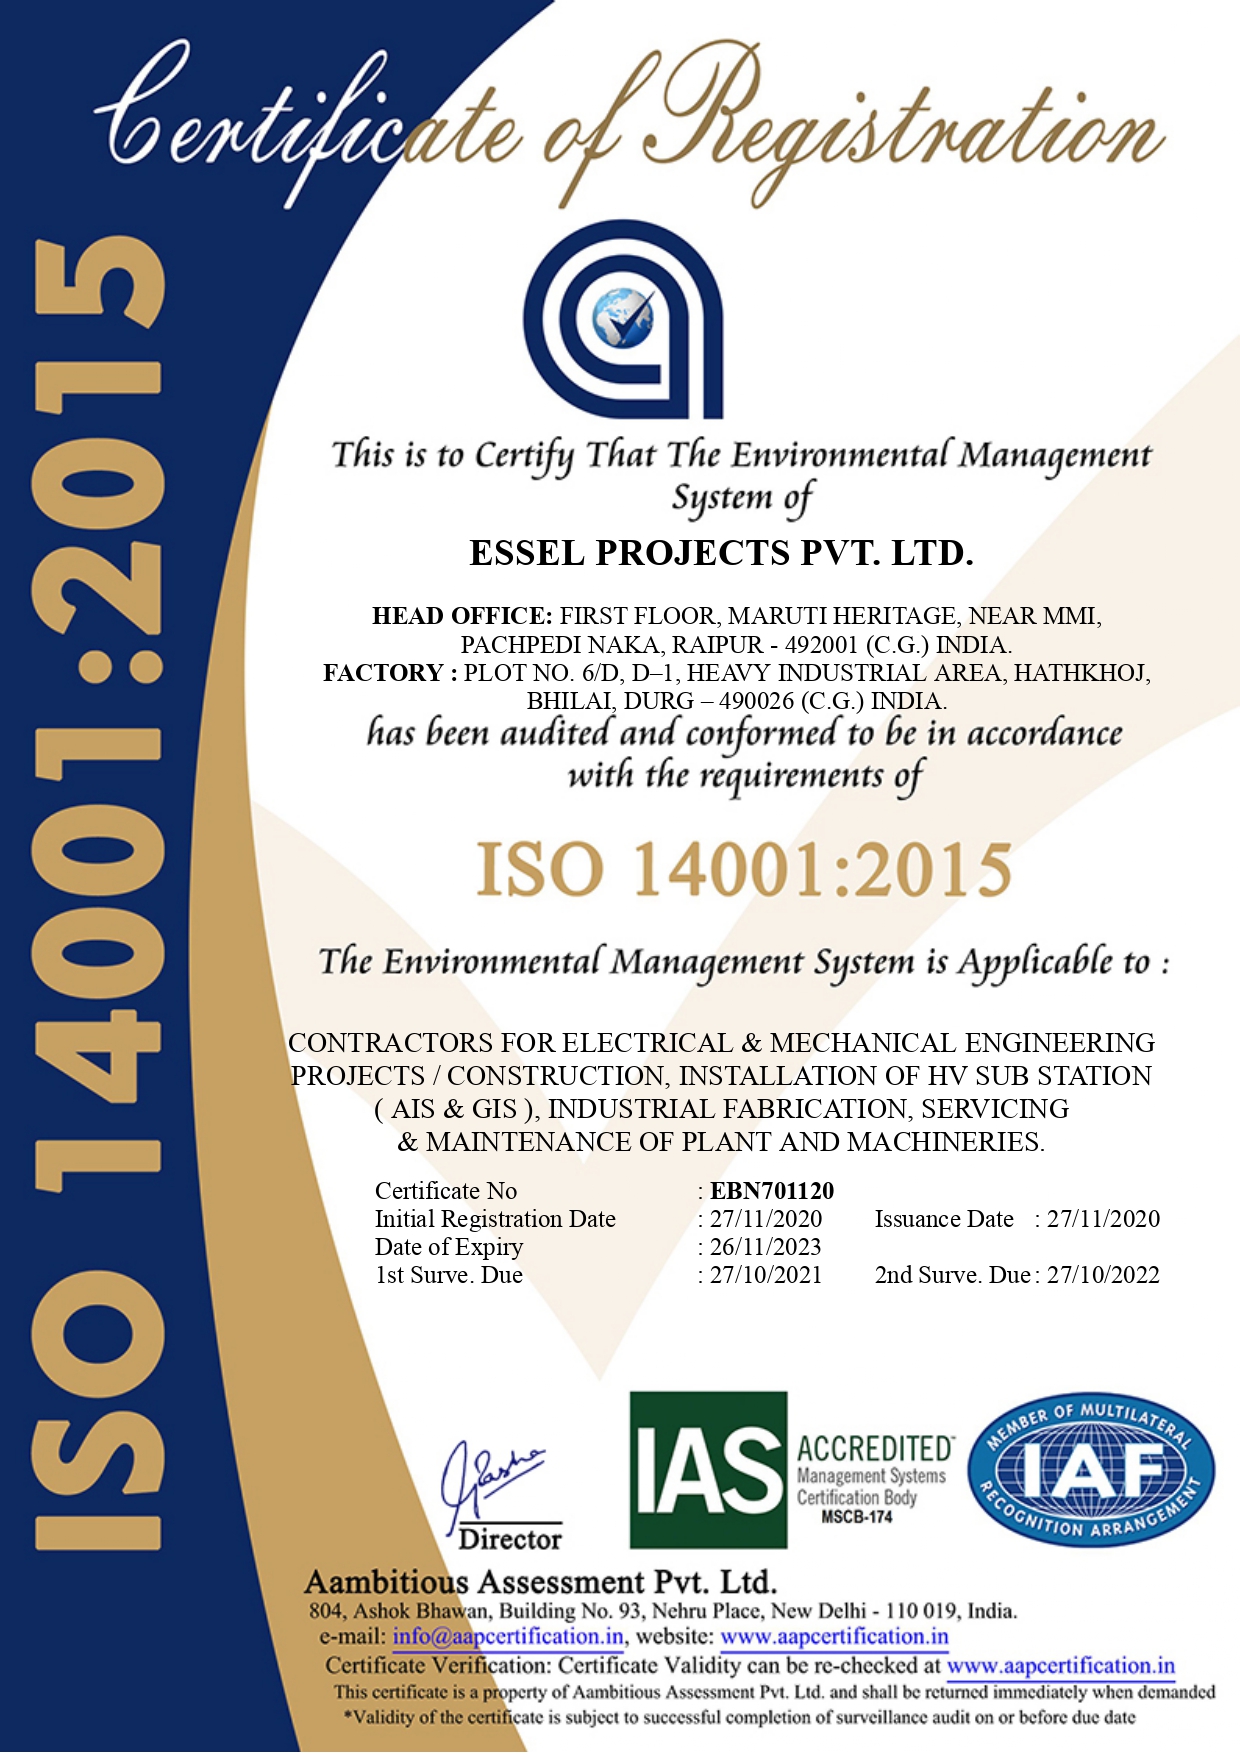 Certificate of Registration
ISO 14001:2015
This is to Certify That The Environmental Management
System of
ESSEL PROJECTS PVT. LTD.
HEAD OFFICE: FIRST FLOOR, MARUTI HERITAGE, NEAR MMI,
PACHPEDI NAKA, RAIPUR - 492001 (C.G.) INDIA.
FACTORY : PLOT NO. 6/D, D–1, HEAVY INDUSTRIAL AREA, HATHKHOJ,
BHILAI, DURG – 490026 (C.G.) INDIA.
has been audited and conformed to be in accordance
with the requirements of
ISO 14001:2015
The Environmental Management System is Applicable to :
CONTRACTORS FOR ELECTRICAL & MECHANICAL ENGINEERING
PROJECTS / CONSTRUCTION, INSTALLATION OF HV SUB STATION
( AIS & GIS ), INDUSTRIAL FABRICATION, SERVICING
& MAINTENANCE OF PLANT AND MACHINERIES.
Certificate No : EBN701120
Initial Registration Date : 27/11/2020 Issuance Date : 27/11/2020
Date of Expiry : 26/11/2023
1st Surve. Due : 27/10/2021 2nd Surve. Due : 27/10/2022
Director
IAS
ACCREDITED™
Management Systems
Certification Body
MSCB-174
MEMBER OF MULTILATERAL
IAF
RECOGNITION ARRANGEMENT
Aambitious Assessment Pvt. Ltd.
804, Ashok Bhawan, Building No. 93, Nehru Place, New Delhi - 110 019, India.
e-mail: info@aapcertification.in, website: www.aapcertification.in
Certificate Verification: Certificate Validity can be re-checked at www.aapcertification.in
This certificate is a property of Aambitious Assessment Pvt. Ltd. and shall be returned immediately when demanded
*Validity of the certificate is subject to successful completion of surveillance audit on or before due date